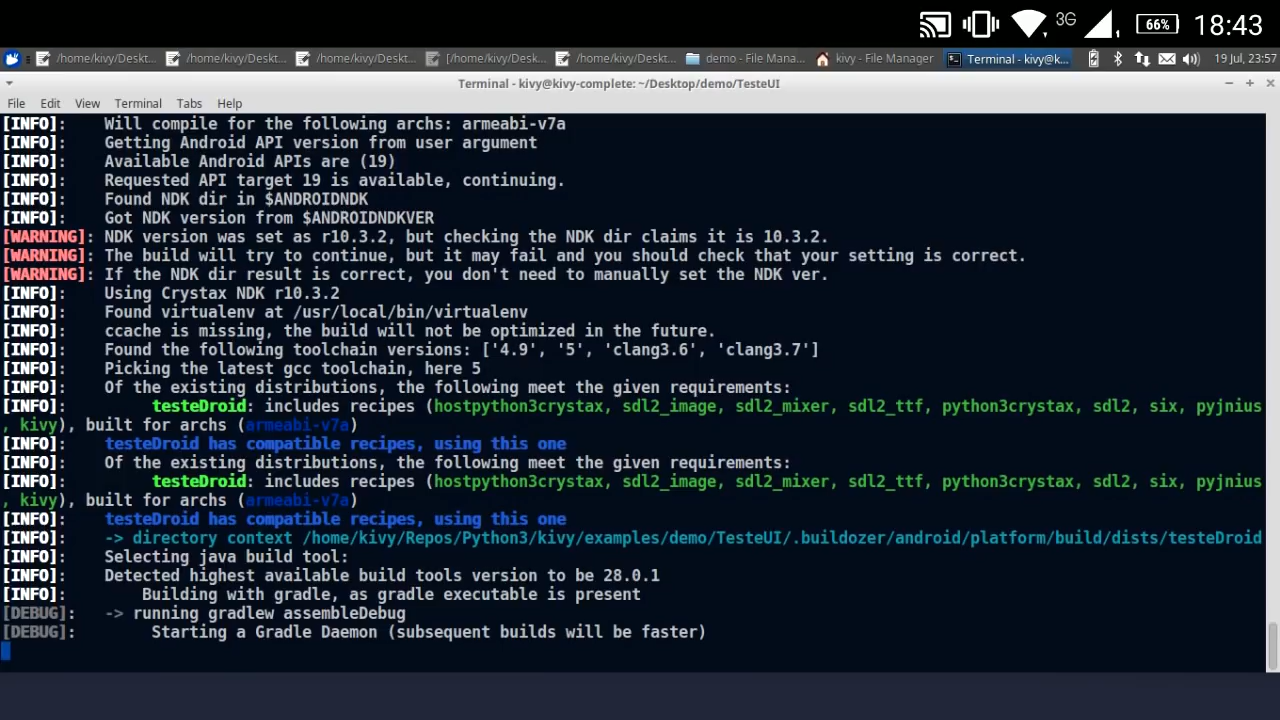 3G 66% 18:43
/home/kivy/Deskt... /home/kivy/Deskt... /home/kivy/Deskt... [/home/kivy/Des... /home/kivy/Deskt... demo - File Mana... kivy - File Manager Terminal - kivy@k... 19 Jul, 23:57
Terminal - kivy@kivy-complete: ~/Desktop/demo/TesteUI
File Edit View Terminal Tabs Help
[INFO]: Will compile for the following archs: armeabi-v7a
[INFO]: Getting Android API version from user argument
[INFO]: Available Android APIs are (19)
[INFO]: Requested API target 19 is available, continuing.
[INFO]: Found NDK dir in $ANDROIDNDK
[INFO]: Got NDK version from $ANDROIDNDKVER
[WARNING]: NDK version was set as r10.3.2, but checking the NDK dir claims it is 10.3.2.
[WARNING]: The build will try to continue, but it may fail and you should check that your setting is correct.
[WARNING]: If the NDK dir result is correct, you don't need to manually set the NDK ver.
[INFO]: Using Crystax NDK r10.3.2
[INFO]: Found virtualenv at /usr/local/bin/virtualenv
[INFO]: ccache is missing, the build will not be optimized in the future.
[INFO]: Found the following toolchain versions: ['4.9', '5', 'clang3.6', 'clang3.7']
[INFO]: Picking the latest gcc toolchain, here 5
[INFO]: Of the existing distributions, the following meet the given requirements:
[INFO]: testeDroid: includes recipes (hostpython3crystax, sdl2_image, sdl2_mixer, sdl2_ttf, python3crystax, sdl2, six, pyjnius
, kivy), built for archs (armeabi-v7a)
[INFO]: testeDroid has compatible recipes, using this one
[INFO]: Of the existing distributions, the following meet the given requirements:
[INFO]: testeDroid: includes recipes (hostpython3crystax, sdl2_image, sdl2_mixer, sdl2_ttf, python3crystax, sdl2, six, pyjnius
, kivy), built for archs (armeabi-v7a)
[INFO]: testeDroid has compatible recipes, using this one
[INFO]: -> directory context /home/kivy/Repos/Python3/kivy/examples/demo/TesteUI/.buildozer/android/platform/build/dists/testeDroid
[INFO]: Selecting java build tool:
[INFO]: Detected highest available build tools version to be 28.0.1
[INFO]: Building with gradle, as gradle executable is present
[DEBUG]: -> running gradlew assembleDebug
[DEBUG]: Starting a Gradle Daemon (subsequent builds will be faster)